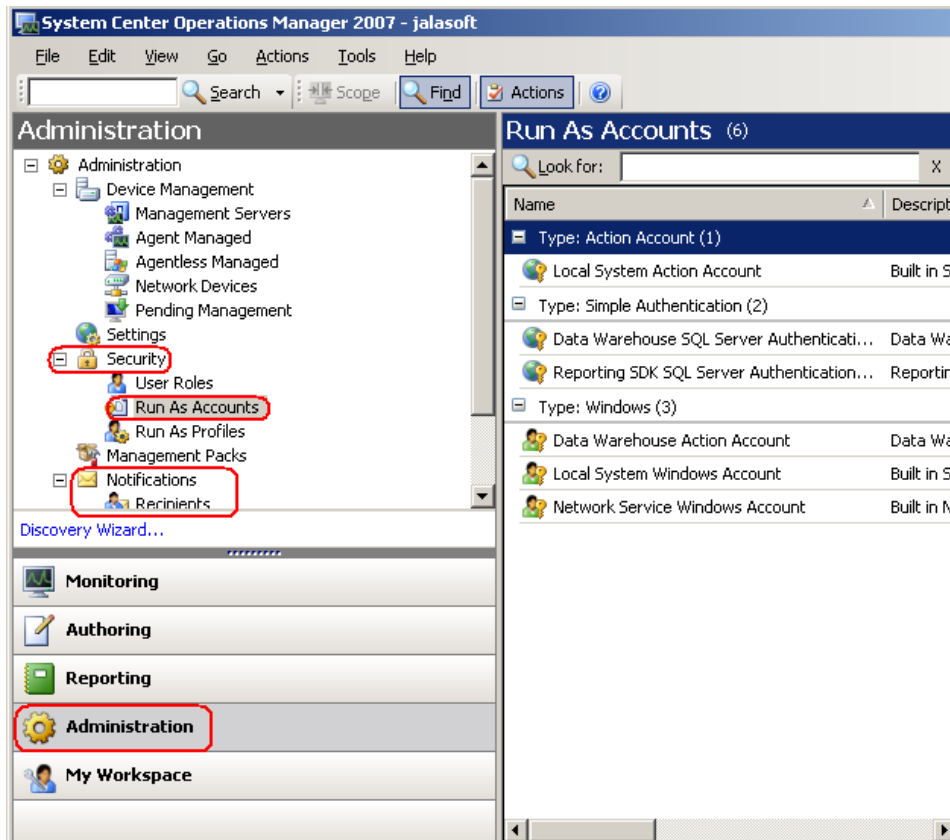 System Center Operations Manager 2007 - jalasoft
File Edit View Go Actions Tools Help
Search Scope Find Actions
Administration
Administration
Device Management
Management Servers
Agent Managed
Agentless Managed
Network Devices
Pending Management
Settings
Security
User Roles
Run As Accounts
Run As Profiles
Management Packs
Notifications
Recipients
Discovery Wizard...
Monitoring
Authoring
Reporting
Administration
My Workspace
Run As Accounts (6)
Look for: X
Name Descript
Type: Action Account (1)
Local System Action Account Built in S
Type: Simple Authentication (2)
Data Warehouse SQL Server Authenticati... Data Wa
Reporting SDK SQL Server Authentication... Reportin
Type: Windows (3)
Data Warehouse Action Account Data Wa
Local System Windows Account Built in S
Network Service Windows Account Built in N